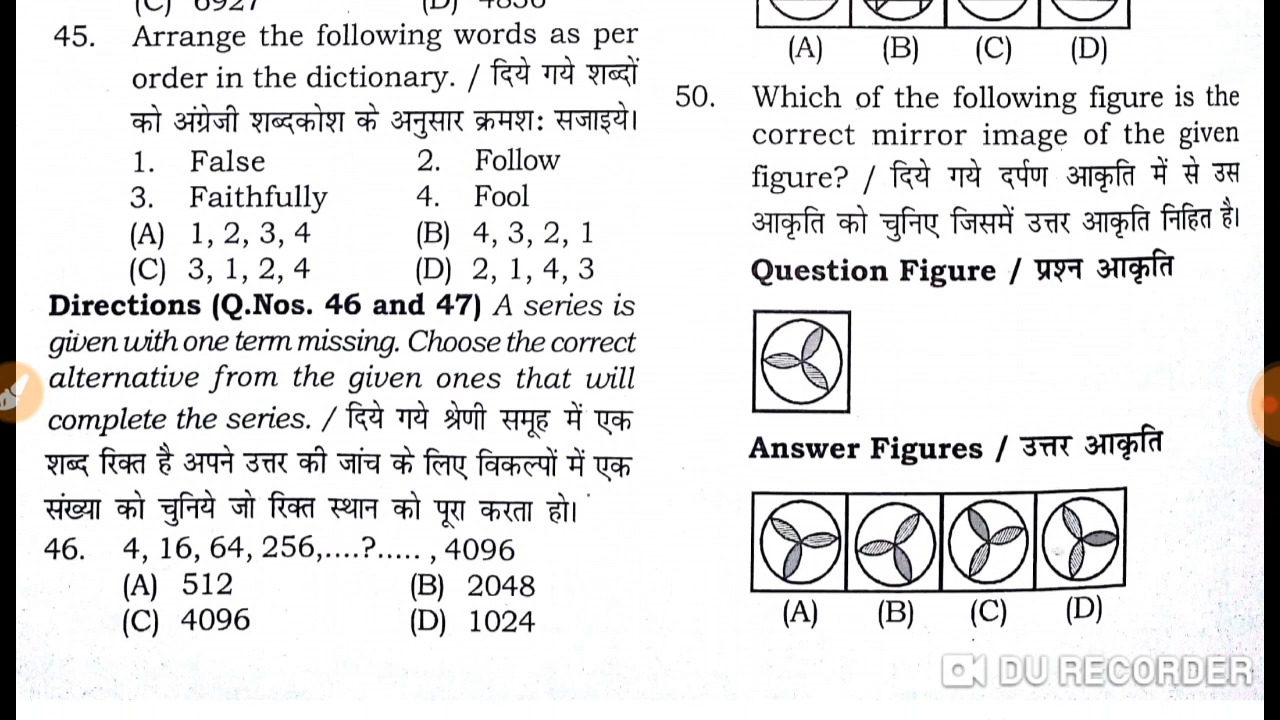 (C) 6927 (D) 4836
45. Arrange the following words as per
order in the dictionary. / दिये गये शब्दों
को अंग्रेजी शब्दकोश के अनुसार क्रमशः सजाइये।
1. False 2. Follow
3. Faithfully 4. Fool
(A) 1, 2, 3, 4 (B) 4, 3, 2, 1
(C) 3, 1, 2, 4 (D) 2, 1, 4, 3
Directions (Q.Nos. 46 and 47) A series is
given with one term missing. Choose the correct
alternative from the given ones that will
complete the series. / दिये गये श्रेणी समूह में एक
शब्द रिक्त है अपने उत्तर की जांच के लिए विकल्पों में एक
संख्या को चुनिये जो रिक्त स्थान को पूरा करता हो।
46. 4, 16, 64, 256,....?..... , 4096
(A) 512 (B) 2048
(C) 4096 (D) 1024
(A) (B) (C) (D)
50. Which of the following figure is the
correct mirror image of the given
figure? / दिये गये दर्पण आकृति में से उस
आकृति को चुनिए जिसमें उत्तर आकृति निहित है।
Question Figure / प्रश्न आकृति
Answer Figures / उत्तर आकृति
(A) (B) (C) (D)
DU RECORDER